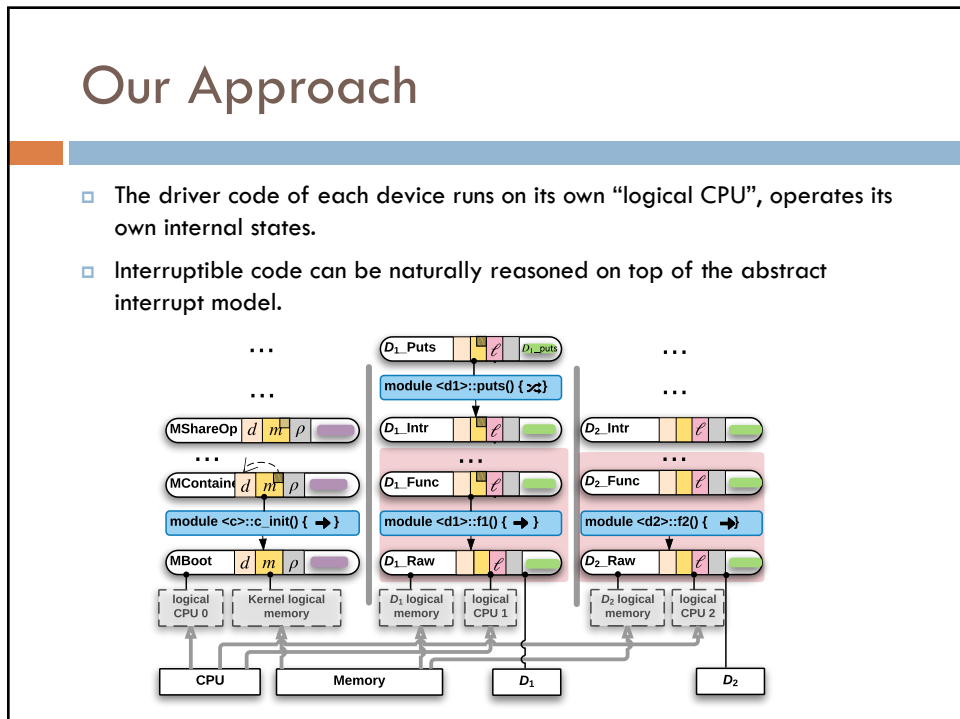 Our Approach
The driver code of each device runs on its own “logical CPU”, operates its
own internal states.
Interruptible code can be naturally reasoned on top of the abstract
interrupt model.
...
D₁_Puts ℓ D₁_puts
...
module <d1>::puts() { }
...
...
MShareOp d m ρ
D₁_Intr ℓ
D₂_Intr ℓ
...
...
...
MContaine d m ρ
D₁_Func ℓ
D₂_Func ℓ
module <c>::c_init() { ➔ }
module <d1>::f1() { ➔ }
module <d2>::f2() { ➔}
MBoot d m ρ
D₁_Raw ℓ
D₂_Raw ℓ
logical
CPU 0
Kernel logical
memory
D₁ logical
memory
logical
CPU 1
D₂ logical
memory
logical
CPU 2
CPU
Memory
D₁
D₂